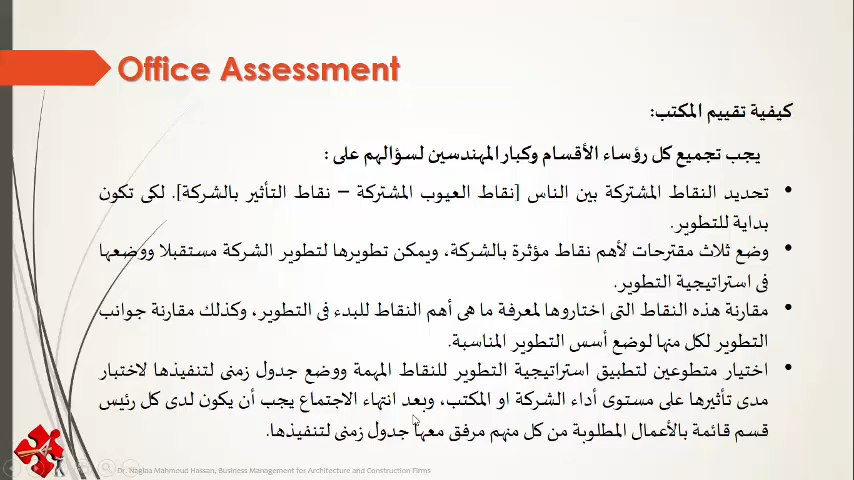 Office Assessment
كيفية تقييم المكتب:
يجب تجميع كل رؤساء الأقسام وكبار المهندسين لسؤالهم على :
• تحديد النقاط المشتركة بين الناس [نقاط العيوب المشتركة – نقاط التأثير بالشركة]. لكى تكون
بداية للتطوير.
• وضع ثلاث مقترحات لأهم نقاط مؤثرة بالشركة، ويمكن تطويرها لتطوير الشركة مستقبلا ووضعها
فى استراتيجية التطوير.
• مقارنة هذه النقاط التى اختاروها لمعرفة ما هى أهم النقاط للبدء فى التطوير، وكذلك مقارنة جوانب
التطوير لكل منها لوضع أسس التطوير المناسبة.
• اختيار متطوعين لتطبيق استراتيجية التطوير للنقاط المهمة ووضع جدول زمنى لتنفيذها لاختبار
مدى تأثيرها على مستوى أداء الشركة او المكتب، وبعد انتهاء الاجتماع يجب أن يكون لدى كل رئيس
قسم قائمة بالأعمال المطلوبة من كل منهم مرفق معها جدول زمنى لتنفيذها.
Dr. Naglaa Mahmoud Hassan, Business Management for Architecture and Construction Firms